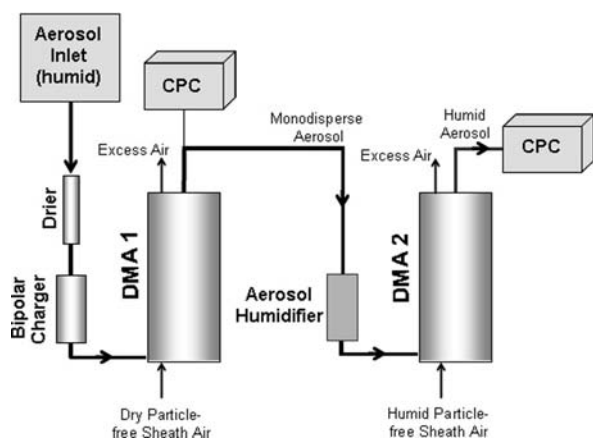 Aerosol
Inlet
(humid)
CPC
Monodisperse
Aerosol
Humid
Aerosol
CPC
Excess Air
Excess Air
Drier
Bipolar
Charger
DMA 1
Aerosol
Humidifier
DMA 2
Dry Particle-
free Sheath Air
Humid Particle-
free Sheath Air